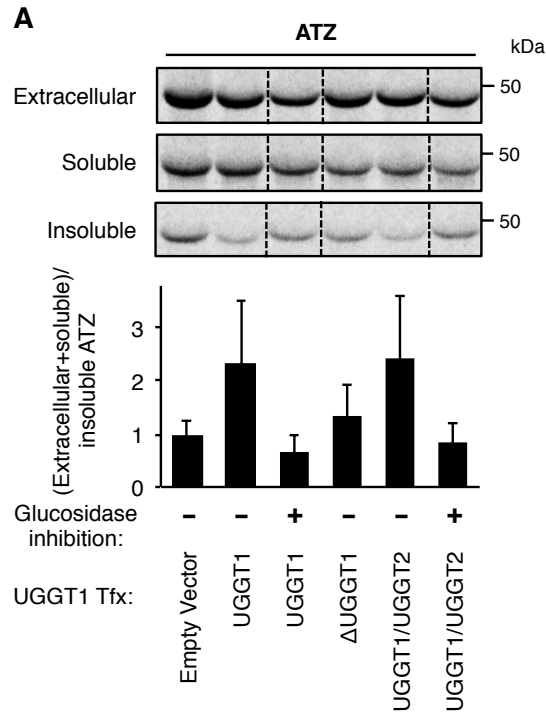 A
ATZ
kDa
Extracellular
50
Soluble
50
Insoluble
50
(Extracellular+soluble)/
insoluble ATZ
3
2
1
0
Glucosidase
inhibition:
– – + – – +
UGGT1 Tfx:
Empty Vector
UGGT1
UGGT1
ΔUGGT1
UGGT1/UGGT2
UGGT1/UGGT2